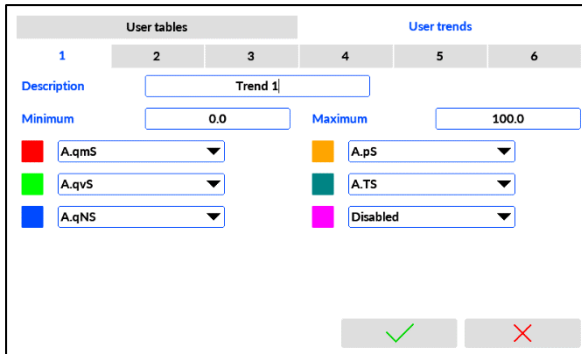 User tables User trends
1 2 3 4 5 6
Description Trend 1
Minimum 0.0 Maximum 100.0
A.qmS A.pS
A.qvS A.TS
A.qNS Disabled